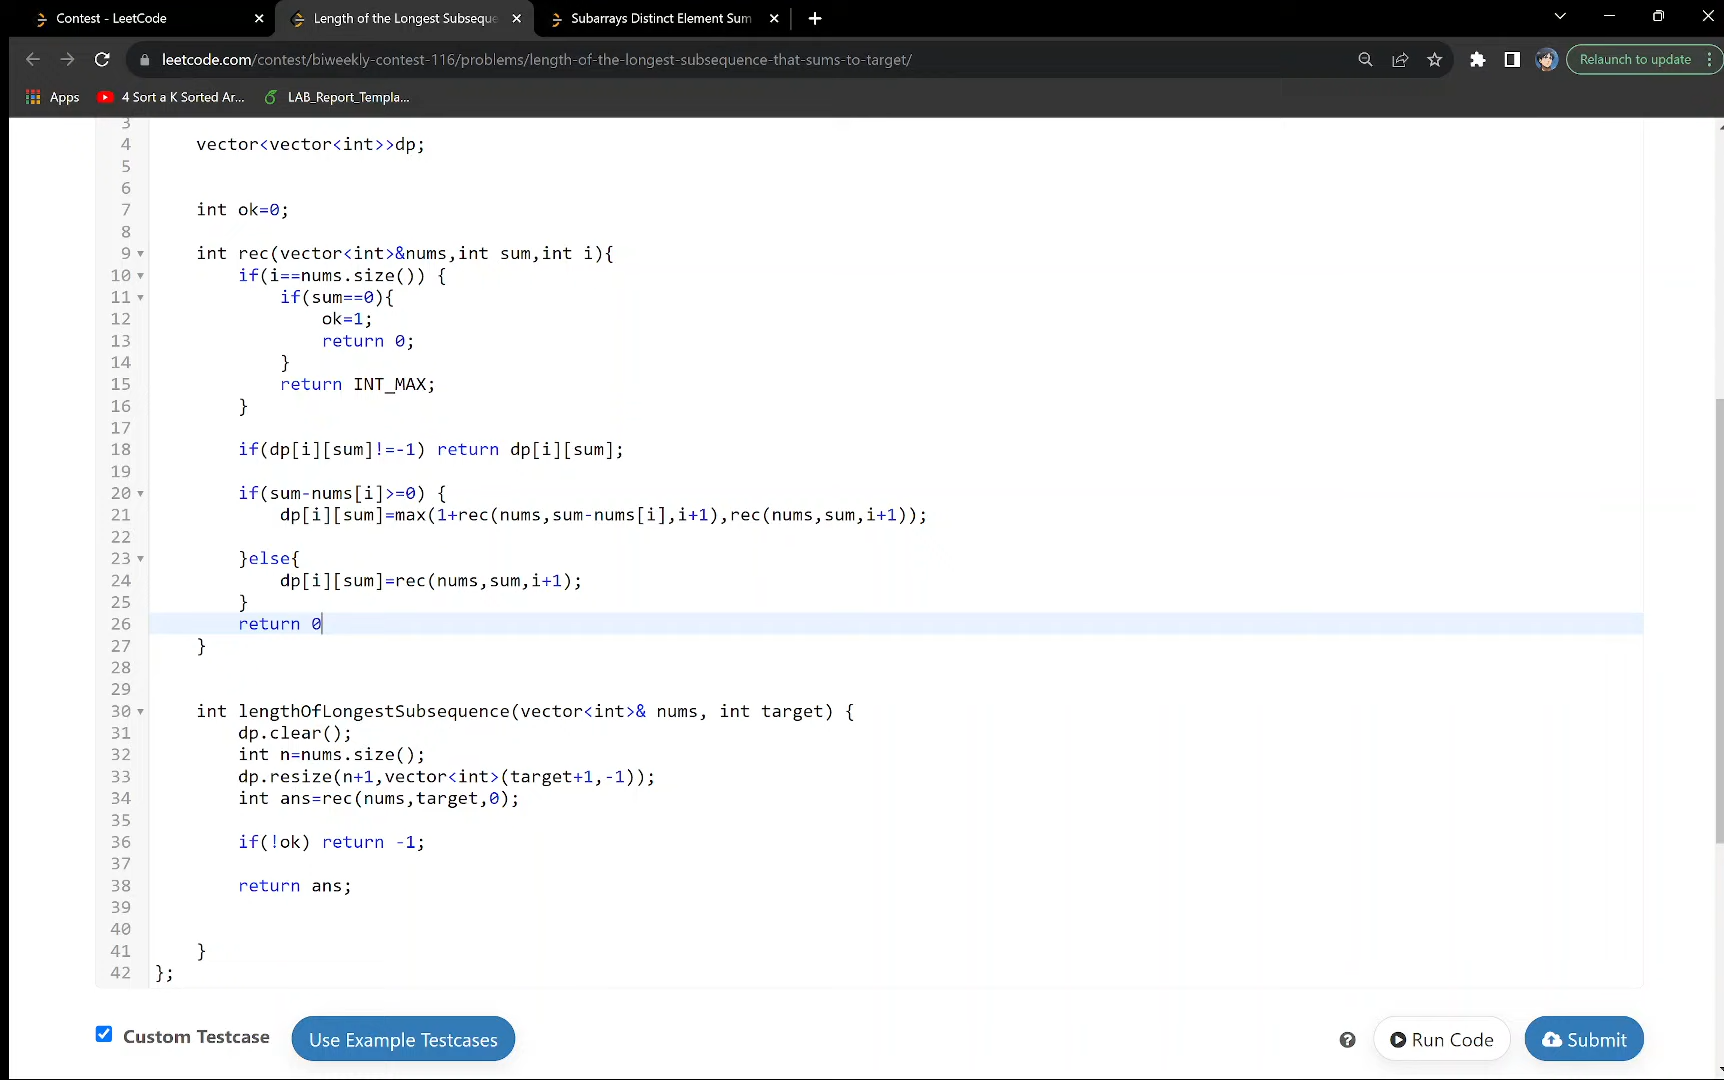 Contest - LeetCode
Length of the Longest Subseque
Subarrays Distinct Element Sum
leetcode.com/contest/biweekly-contest-116/problems/length-of-the-longest-subsequence-that-sums-to-target/
Relaunch to update
Apps
4 Sort a K Sorted Ar...
LAB_Report_Templa...
3
4 vector<vector<int>>dp;
5
6
7 int ok=0;
8
9 int rec(vector<int>&nums,int sum,int i){
10 if(i==nums.size()) {
11 if(sum==0){
12 ok=1;
13 return 0;
14 }
15 return INT_MAX;
16 }
17
18 if(dp[i][sum]!=-1) return dp[i][sum];
19
20 if(sum-nums[i]>=0) {
21 dp[i][sum]=max(1+rec(nums,sum-nums[i],i+1),rec(nums,sum,i+1));
22
23 }else{
24 dp[i][sum]=rec(nums,sum,i+1);
25 }
26 return 0
27 }
28
29
30 int lengthOfLongestSubsequence(vector<int>& nums, int target) {
31 dp.clear();
32 int n=nums.size();
33 dp.resize(n+1,vector<int>(target+1,-1));
34 int ans=rec(nums,target,0);
35
36 if(!ok) return -1;
37
38 return ans;
39
40
41 }
42 };
Custom Testcase
Use Example Testcases
?
Run Code
Submit